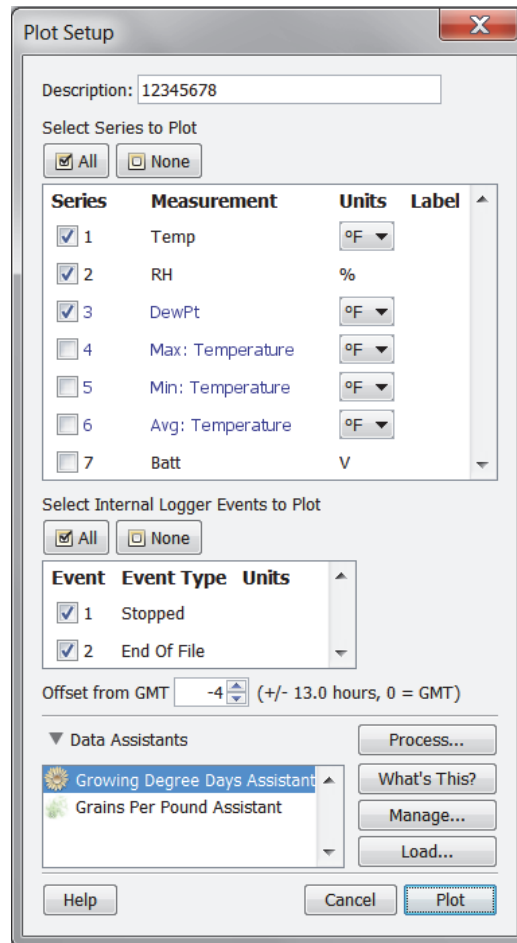 Plot Setup
X
Description: 12345678
Select Series to Plot
All None
Series Measurement Units Label
1 Temp °F
2 RH %
3 DewPt °F
4 Max: Temperature °F
5 Min: Temperature °F
6 Avg: Temperature °F
7 Batt V
Select Internal Logger Events to Plot
All None
Event Event Type Units
1 Stopped
2 End Of File
Offset from GMT -4 (+/- 13.0 hours, 0 = GMT)
Data Assistants Process...
Growing Degree Days Assistant What's This?
Grains Per Pound Assistant Manage...
Load...
Help Cancel Plot